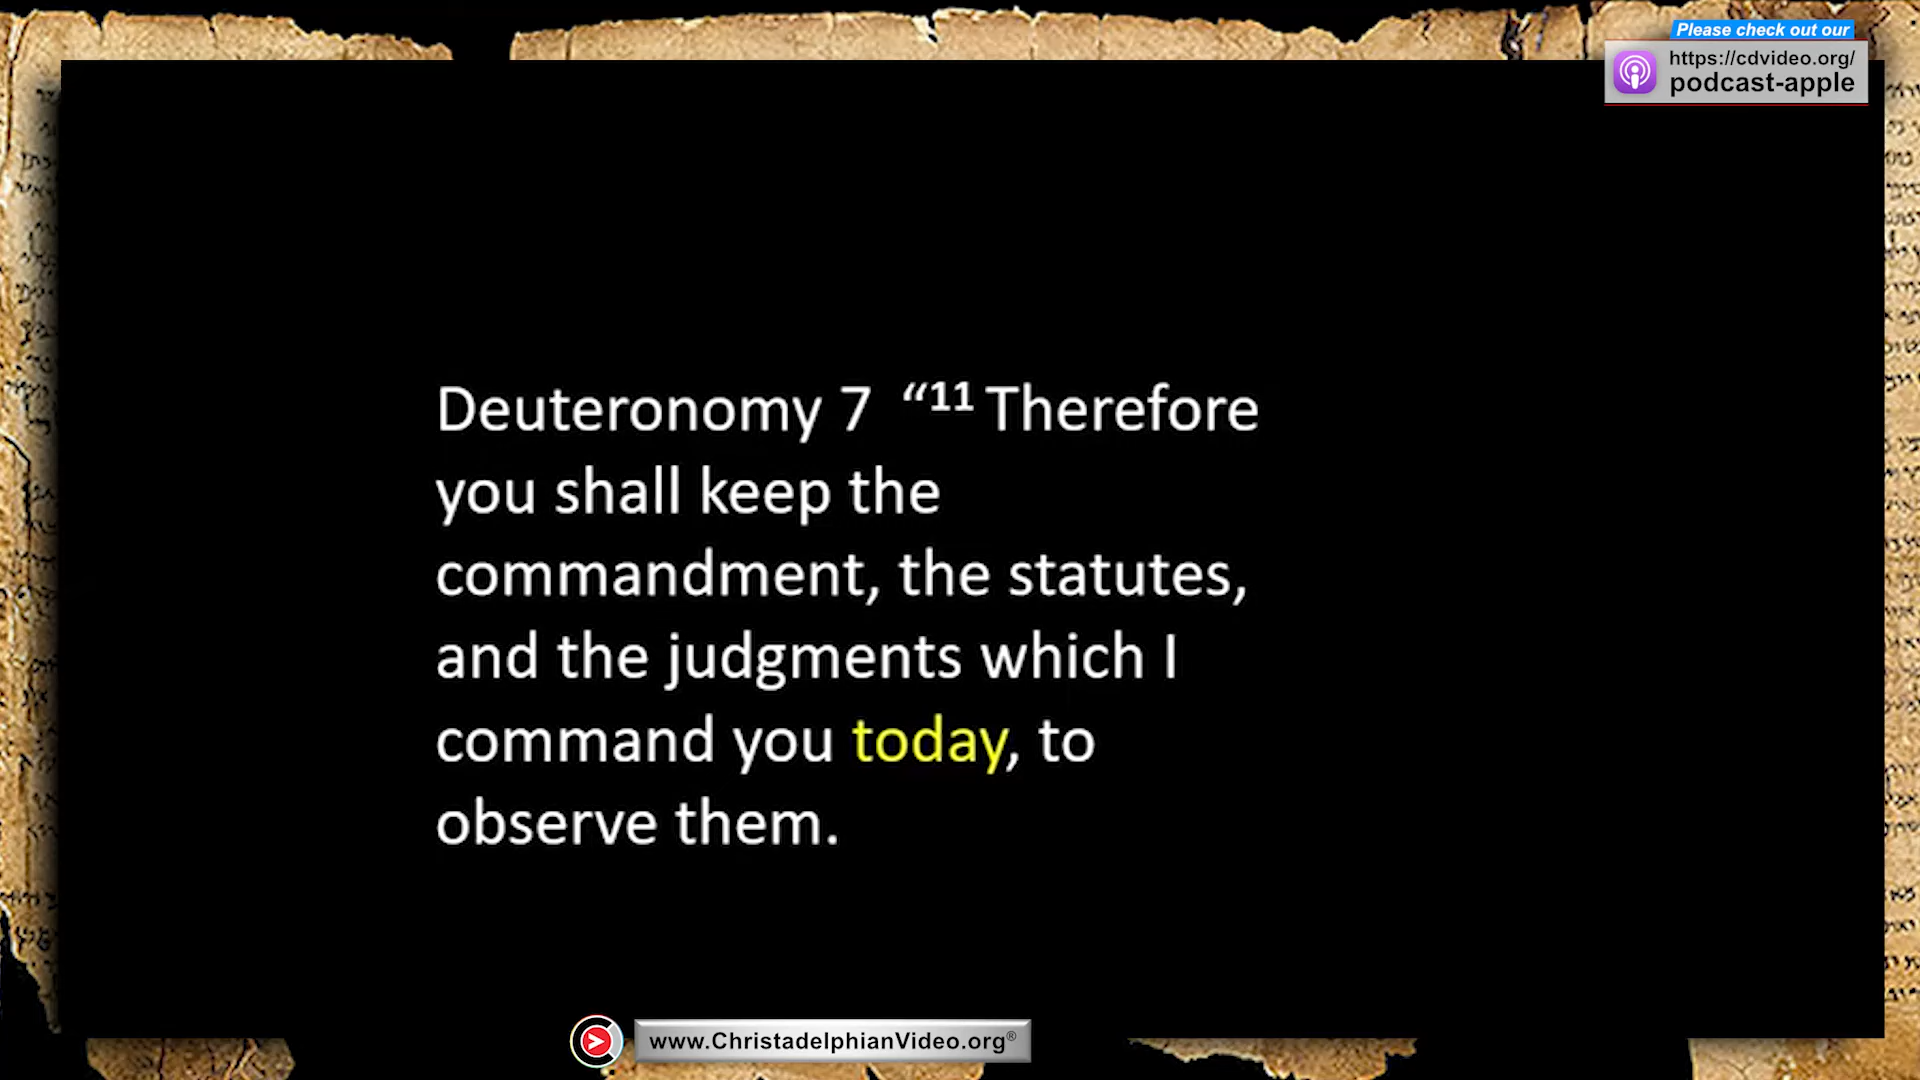 Please check out our
https://cdvideo.org/
podcast-apple
Deuteronomy 7 “11 Therefore
you shall keep the
commandment, the statutes,
and the judgments which I
command you today, to
observe them.
www.ChristadelphianVideo.org®